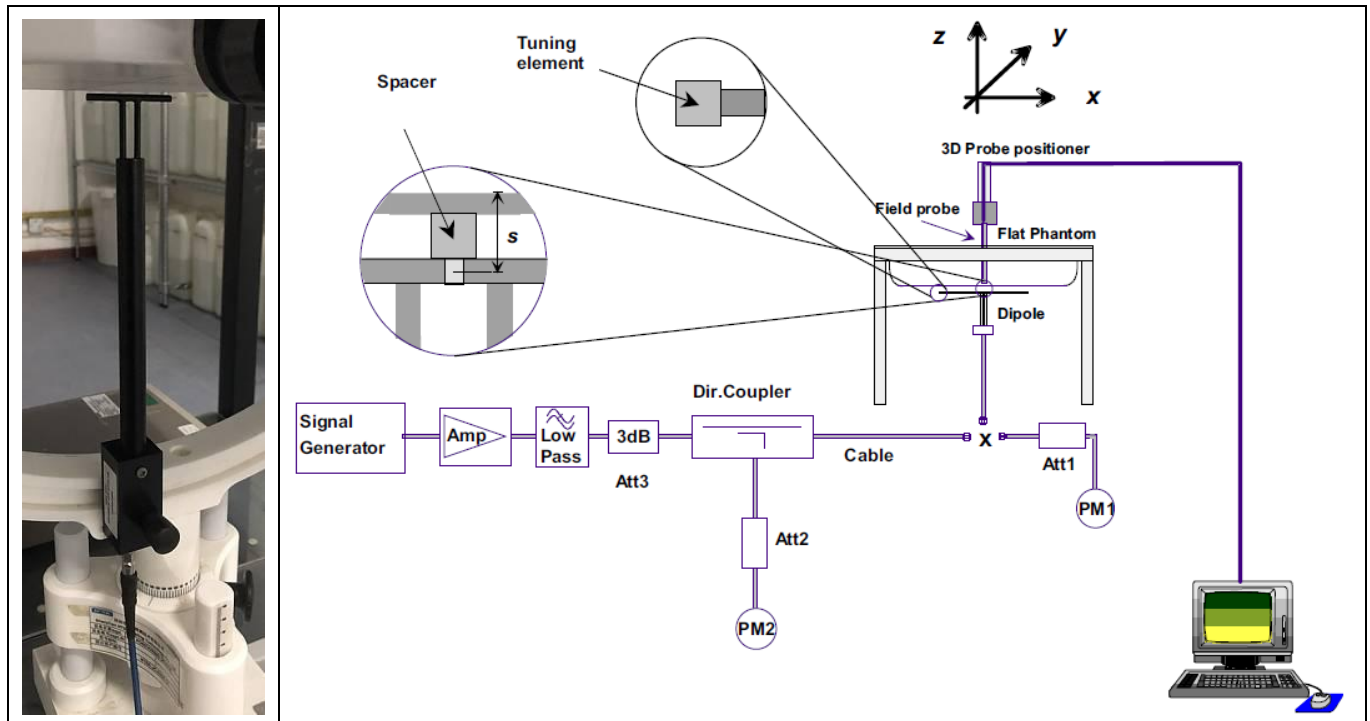 Tuning
element
Spacer
s
z
y
x
3D Probe positioner
Field probe
Flat Phantom
Dipole
Dir.Coupler
Signal
Generator
Amp
Low
Pass
3dB
Att3
Cable
x
Att1
PM1
Att2
PM2